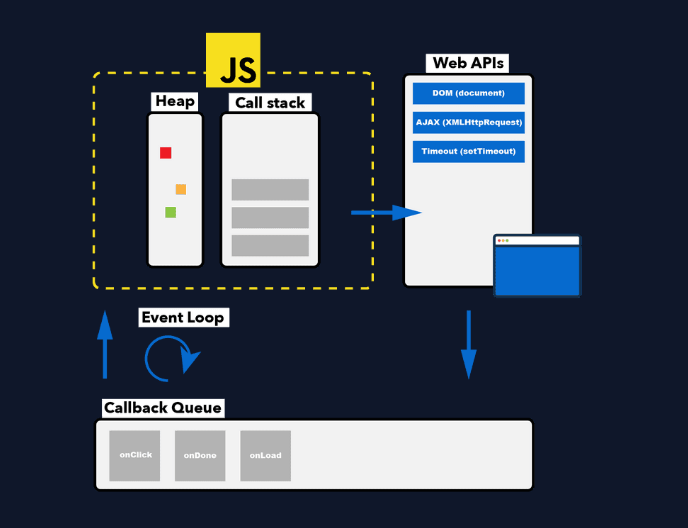 JS
Heap
Call stack
Web APIs
DOM (document)
AJAX (XMLHttpRequest)
Timeout (setTimeout)
Event Loop
Callback Queue
onClick
onDone
onLoad